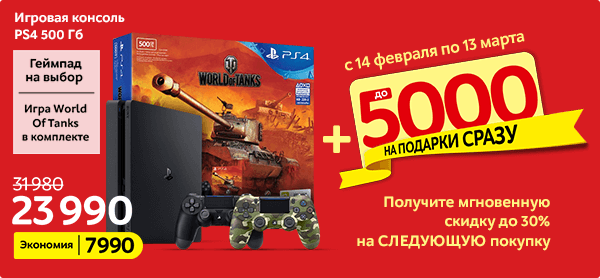 Игровая консоль
PS4 500 Гб
Геймпад
на выбор
Игра World
Of Tanks
в комплекте
31 980
23 990
Экономия 7990
500GB
PS4
WORLD OF TANKS
+
с 14 февраля по 13 марта
ДО 5000
НА ПОДАРКИ СРАЗУ
Получите мгновенную
скидку до 30%
на СЛЕДУЮЩУЮ покупку